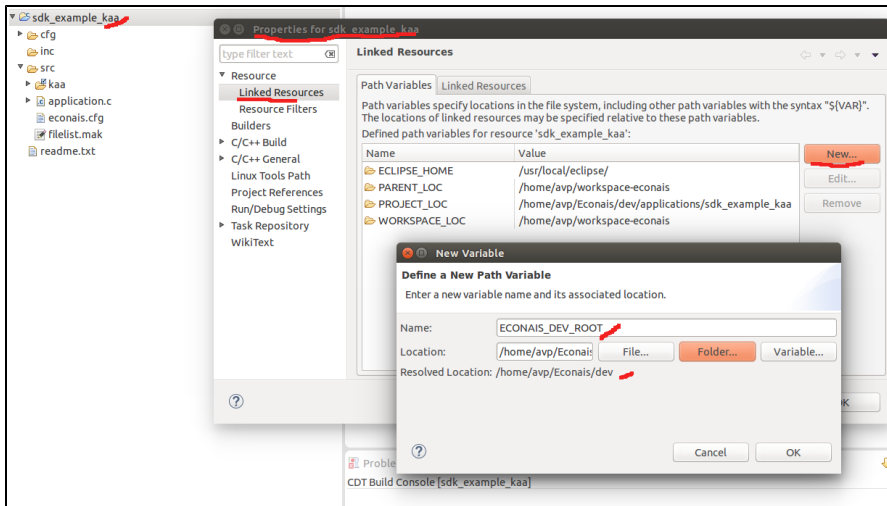 sdk_example_kaa
cfg
inc
src
kaa
application.c
econais.cfg
filelist.mak
readme.txt
Properties for sdk_example_kaa
type filter text
Resource
Linked Resources
Resource Filters
Builders
C/C++ Build
C/C++ General
Linux Tools Path
Project References
Run/Debug Settings
Task Repository
WikiText
Linked Resources
Path Variables Linked Resources
Path variables specify locations in the file system, including other path variables with the syntax "${VAR}".
The locations of linked resources may be specified relative to these path variables.
Defined path variables for resource 'sdk_example_kaa':
Name Value
ECLIPSE_HOME /usr/local/eclipse/
PARENT_LOC /home/avp/workspace-econais
PROJECT_LOC /home/avp/Econais/dev/applications/sdk_example_kaa
WORKSPACE_LOC /home/avp/workspace-econais
New...
Edit...
Remove
New Variable
Define a New Path Variable
Enter a new variable name and its associated location.
Name: ECONAIS_DEV_ROOT
Location: /home/avp/Econais File... Folder... Variable...
Resolved Location: /home/avp/Econais/dev
Cancel OK
Proble
CDT Build Console [sdk_example_kaa]